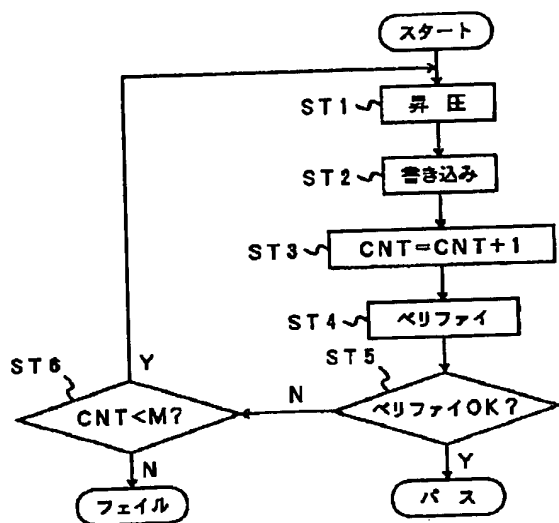 スタート
ST1
昇圧
ST2
書き込み
ST3
CNT=CNT+1
ST4
ベリファイ
ST5
ベリファイOK?
N
Y
パス
ST6
CNT<M?
Y
N
フェイル